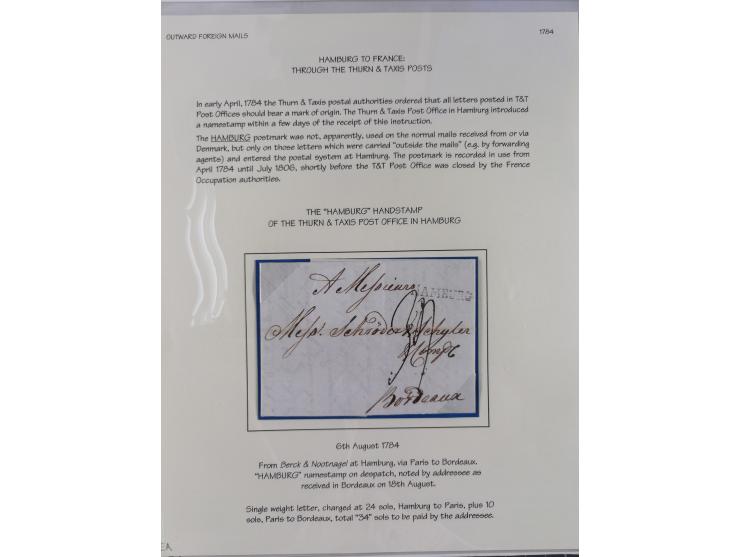 OUTWARD FOREIGN MAILS
1784
HAMBURG TO FRANCE:
THROUGH THE THURN & TAXIS POSTS
In early April, 1784 the Thurn & Taxis postal authorities ordered that all letters posted in T&T
Post Offices should bear a mark of origin. The Thurn & Taxis Post Office in Hamburg introduced
a namestamp within a few days of the receipt of this instruction.
The HAMBURG postmark was not, apparently, used on the normal mails received from or via
Denmark, but only on those letters which were carried "outside the mails" (e.g. by forwarding
agents) and entered the postal system at Hamburg. The postmark is recorded in use from
April 1784 until July 1806, shortly before the T&T Post Office was closed by the Frence
Occupation authorities.
THE "HAMBURG" HANDSTAMP
OF THE THURN & TAXIS POST OFFICE IN HAMBURG
A Messieurs
HAMBURG
Messrs. Schröder & Schyler
& Comp
Bordeaux
6th August 1784
From Berck & Nootnagel at Hamburg, via Paris to Bordeaux.
"HAMBURG" namestamp on despatch, noted by addressee as
received in Bordeaux on 18th August.
Single weight letter, charged at 24 sols, Hamburg to Paris, plus 10
sols, Paris to Bordeaux, total "34" sols to be paid by the addressee.
EA